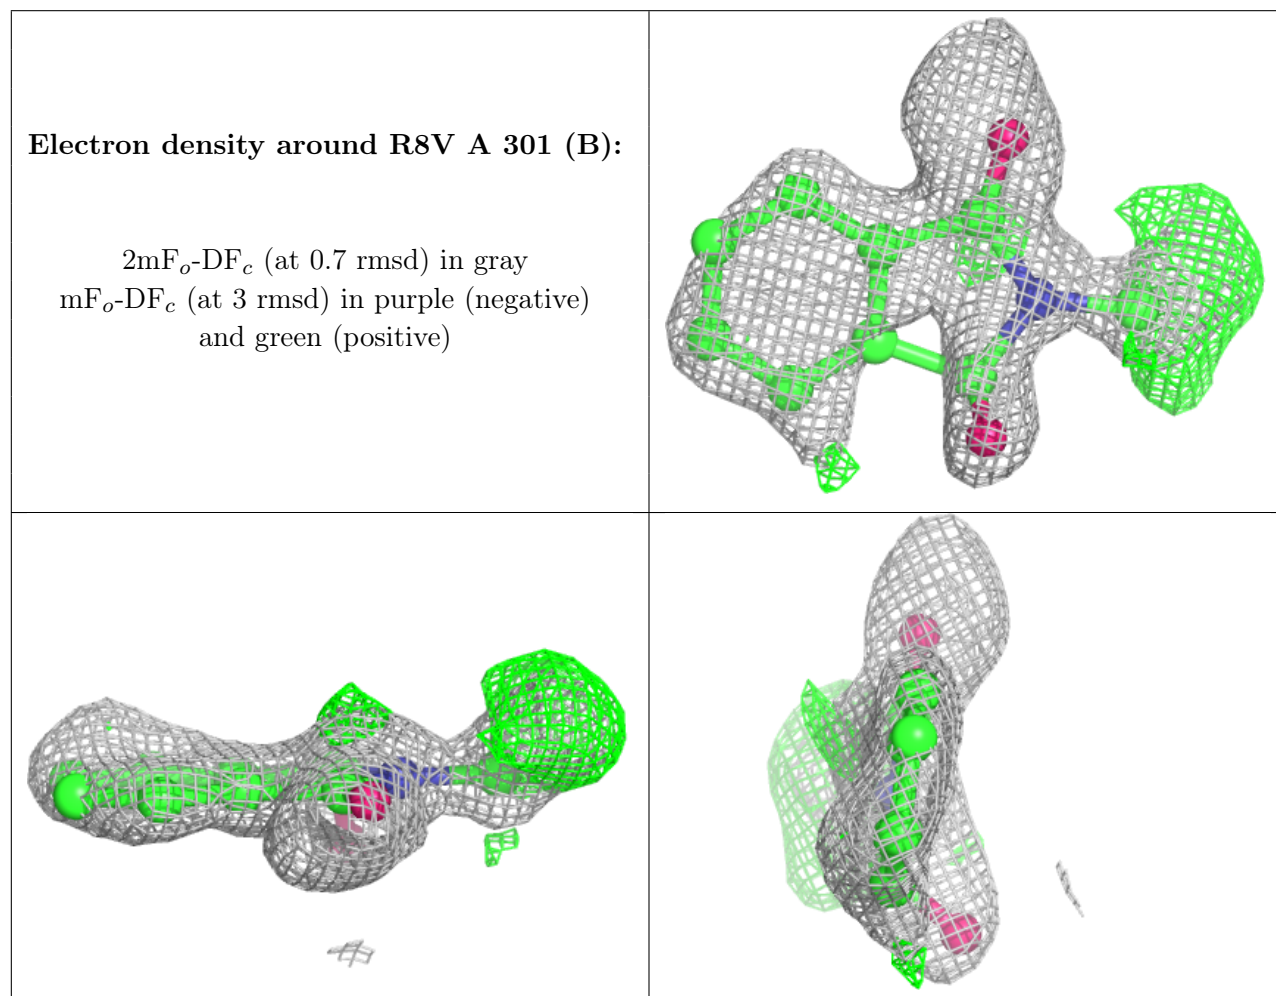 Electron density around R8V A 301 (B):
2mFo-DFc (at 0.7 rmsd) in gray
mFo-DFc (at 3 rmsd) in purple (negative)
and green (positive)